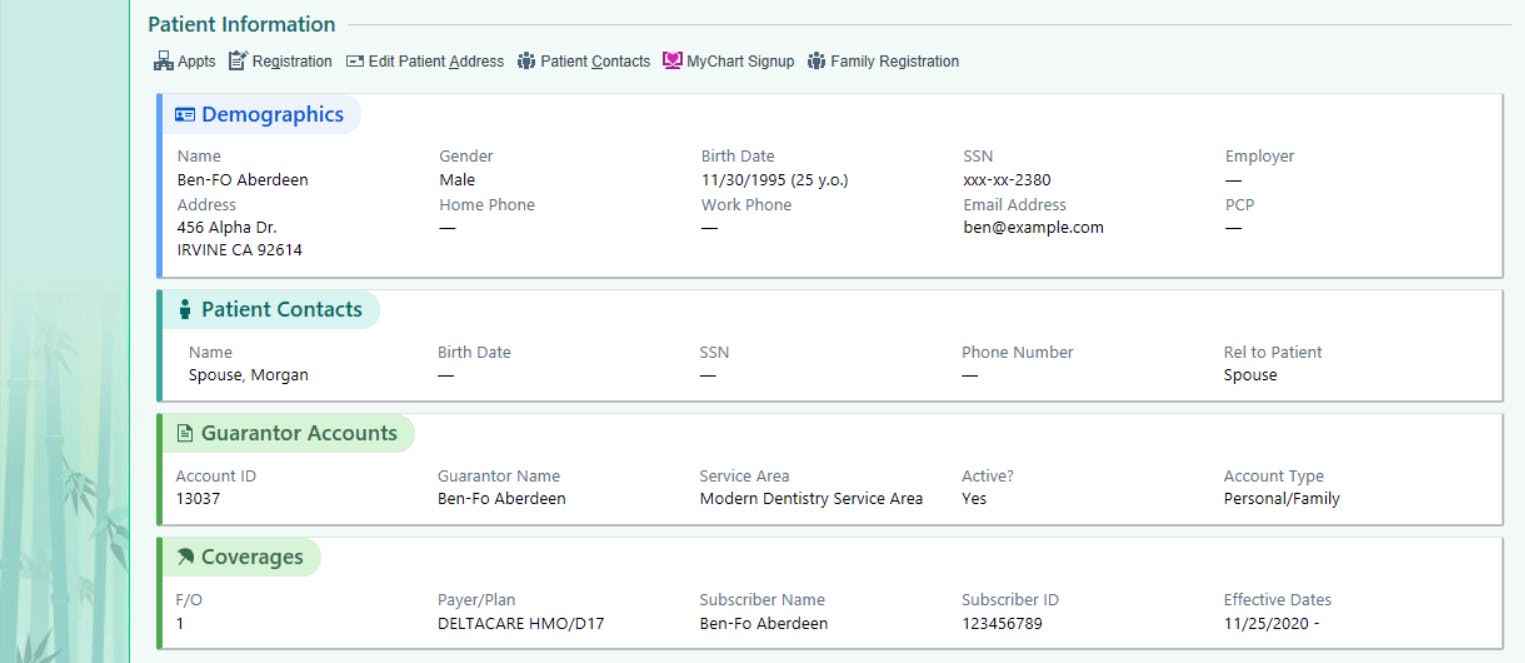 Patient Information
Appts Registration Edit Patient Address Patient Contacts MyChart Signup Family Registration
Demographics
Name Gender Birth Date SSN Employer
Ben-FO Aberdeen Male 11/30/1995 (25 y.o.) xxx-xx-2380 —
Address Home Phone Work Phone Email Address PCP
456 Alpha Dr. — — ben@example.com —
IRVINE CA 92614
Patient Contacts
Name Birth Date SSN Phone Number Rel to Patient
Spouse, Morgan — — — Spouse
Guarantor Accounts
Account ID Guarantor Name Service Area Active? Account Type
13037 Ben-Fo Aberdeen Modern Dentistry Service Area Yes Personal/Family
Coverages
F/O Payer/Plan Subscriber Name Subscriber ID Effective Dates
1 DELTACARE HMO/D17 Ben-Fo Aberdeen 123456789 11/25/2020 -